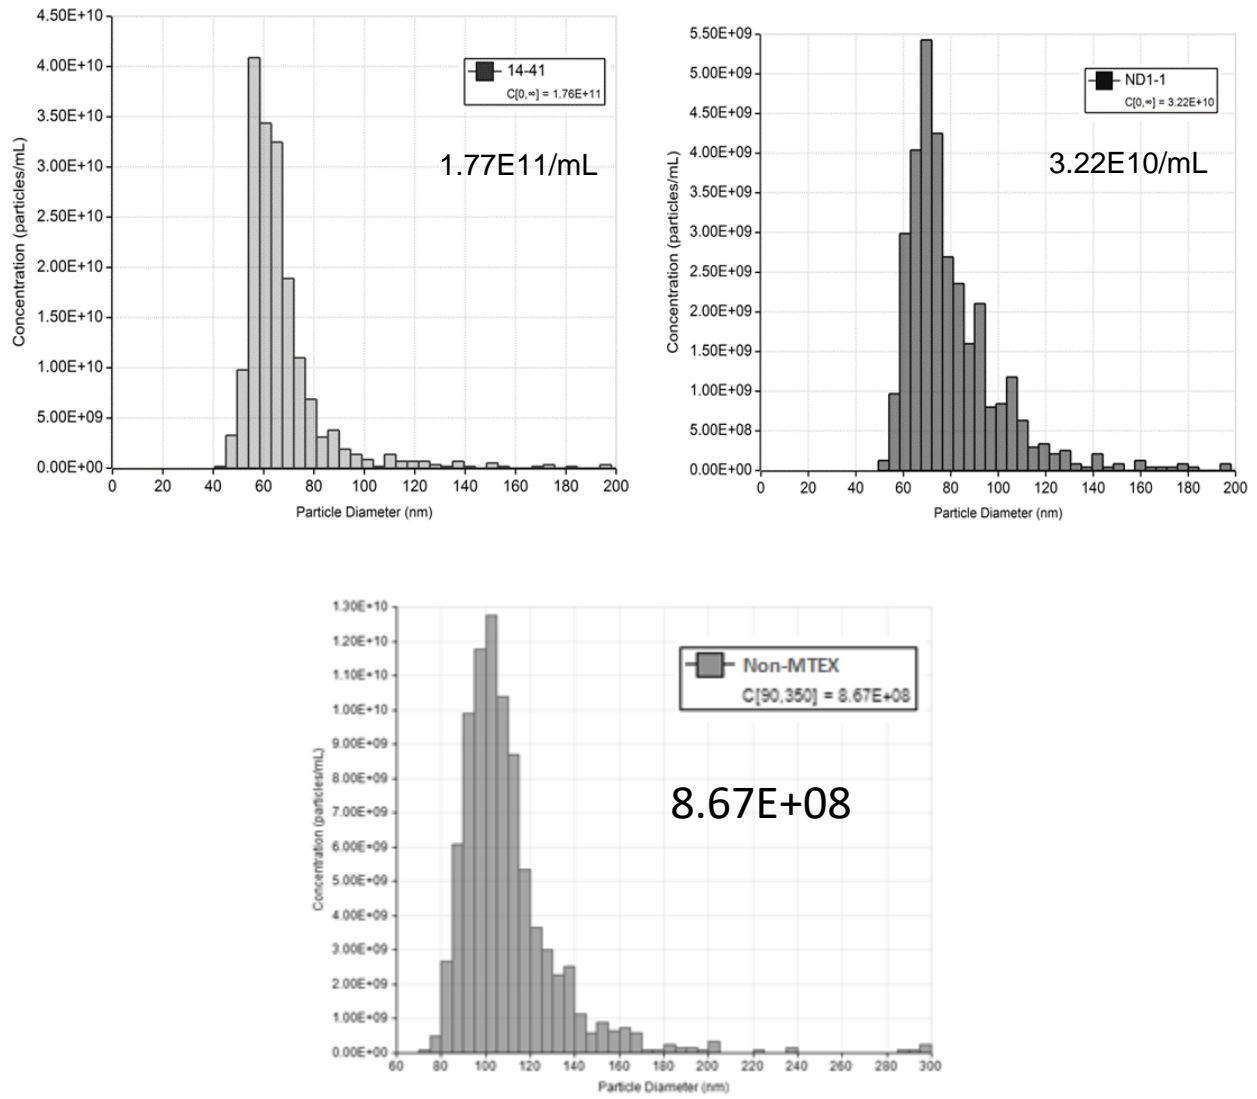 4.50E+10
4.00E+10
3.50E+10
3.00E+10
2.50E+10
2.00E+10
1.50E+10
1.00E+10
5.00E+09
0.00E+00
Concentration (particles/mL)
14-41
C[0,∞] = 1.76E+11
1.77E11/mL
0 20 40 60 80 100 120 140 160 180 200
Particle Diameter (nm)
5.50E+09
5.00E+09
4.50E+09
4.00E+09
3.50E+09
3.00E+09
2.50E+09
2.00E+09
1.50E+09
1.00E+09
5.00E+08
0.00E+00
Concentration (particles/mL)
ND1-1
C[0,∞] = 3.22E+10
3.22E10/mL
0 20 40 60 80 100 120 140 160 180 200
Particle Diameter (nm)
1.30E+10
1.20E+10
1.10E+10
1.00E+10
9.00E+09
8.00E+09
7.00E+09
6.00E+09
5.00E+09
4.00E+09
3.00E+09
2.00E+09
1.00E+09
0.00E+00
Concentration (particles/mL)
Non-MTEX
C[90,350] = 8.67E+08
8.67E+08
60 80 100 120 140 160 180 200 220 240 260 280 300
Particle Diameter (nm)